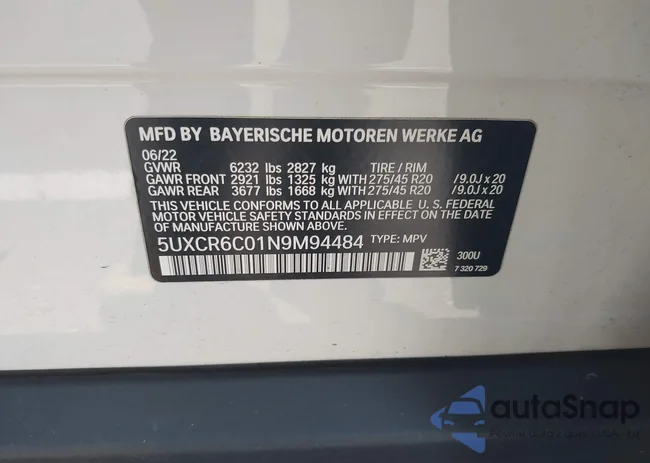 MFD BY BAYERISCHE MOTOREN WERKE AG
06/22
GVWR 6232 lbs 2827 kg TIRE / RIM
GAWR FRONT 2921 lbs 1325 kg WITH 275/45 R20 /9.0J x 20
GAWR REAR 3677 lbs 1668 kg WITH 275/45 R20 /9.0J x 20
THIS VEHICLE CONFORMS TO ALL APPLICABLE U. S. FEDERAL
MOTOR VEHICLE SAFETY STANDARDS IN EFFECT ON THE DATE
OF MANUFACTURE SHOWN ABOVE.
5UXCR6C01N9M94484 TYPE: MPV
300U
7 320 729
autoSnap